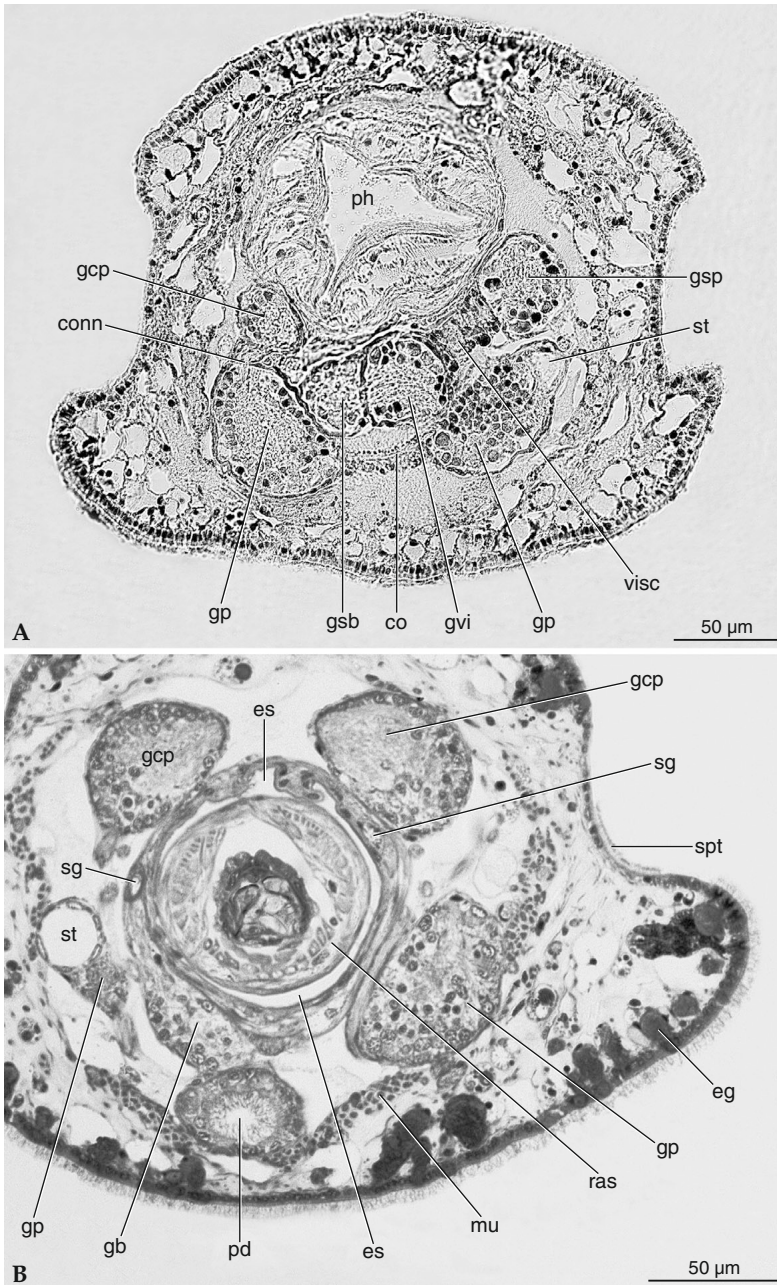 ph
gcp
gsp
conn
st
visc
gp
gsb
co
gvi
gp
A
50 µm
gcp
es
gcp
sg
spt
sg
st
eg
gp
ras
mu
gp
gb
pd
es
B
50 µm